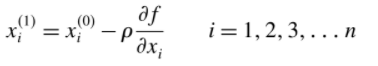 x_i^{(1)} = x_i^{(0)} − ρ ∂f/∂x_i   i = 1, 2, 3, . . . n